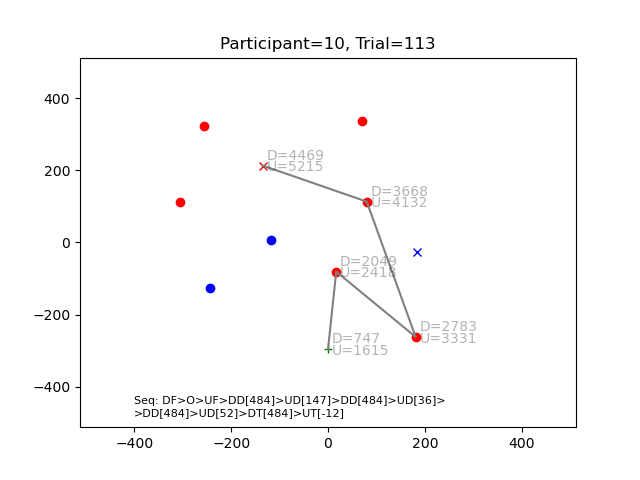 Participant=10, Trial=113
400
200
0
−200
−400
D=4469
U=5215
D=3668
U=4132
D=2049
U=2418
D=2783
U=3331
D=747
U=1615
Seq: DF>O>UF>DD[484]>UD[147]>DD[484]>UD[36]>
>DD[484]>UD[52]>DT[484]>UT[-12]
−400 −200 0 200 400